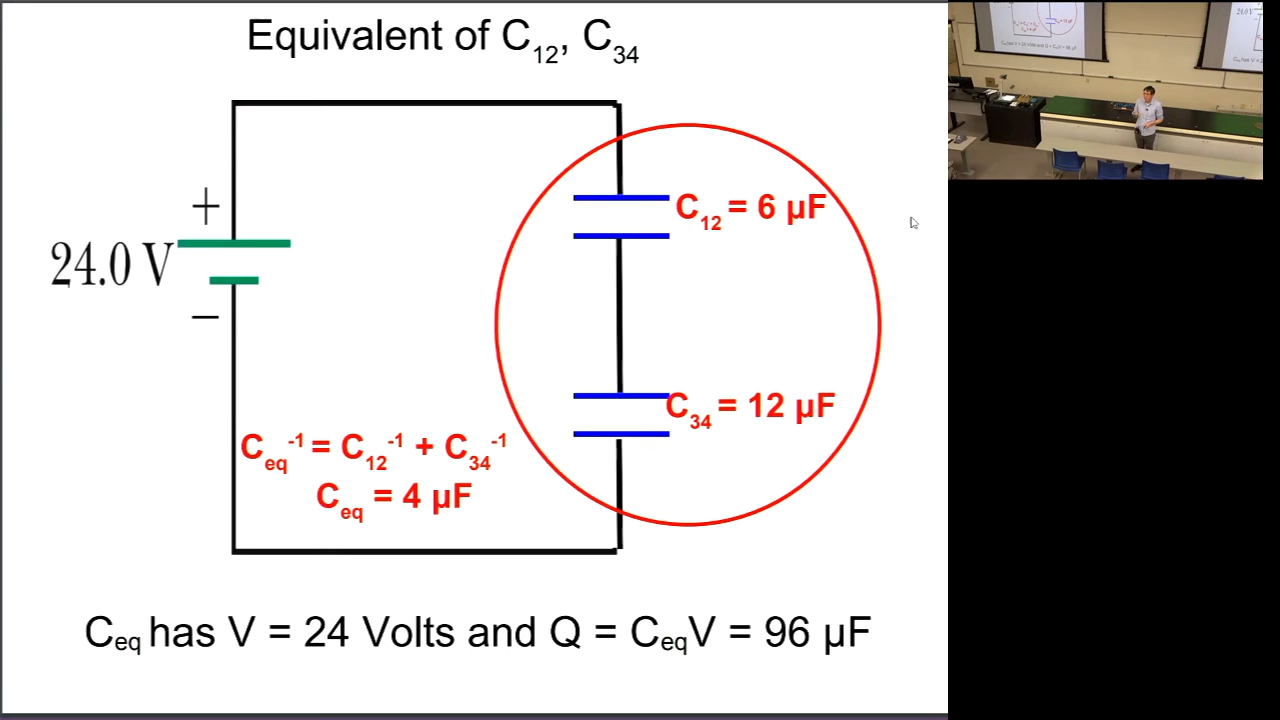 Equivalent of C12, C34
+
24.0 V
−
C12 = 6 µF
C34 = 12 µF
Ceq-1 = C12-1 + C34-1
Ceq = 4 µF
Ceq has V = 24 Volts and Q = CeqV = 96 µF